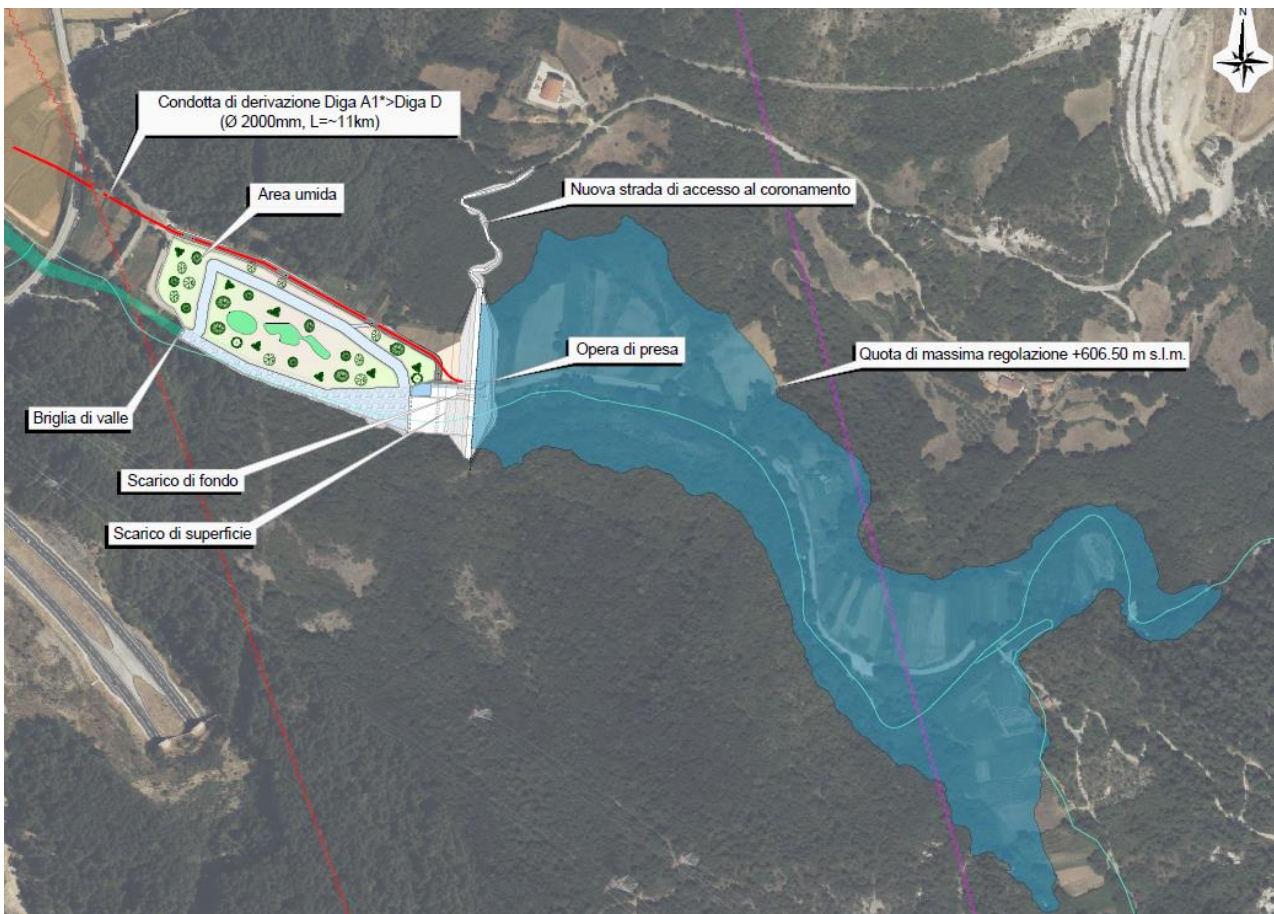 N
Condotta di derivazione Diga A1*>Diga D
(Ø 2000mm, L=~11km)
Area umida
Nuova strada di accesso al coronamento
Opera di presa
Quota di massima regolazione +606.50 m s.l.m.
Briglia di valle
Scarico di fondo
Scarico di superficie